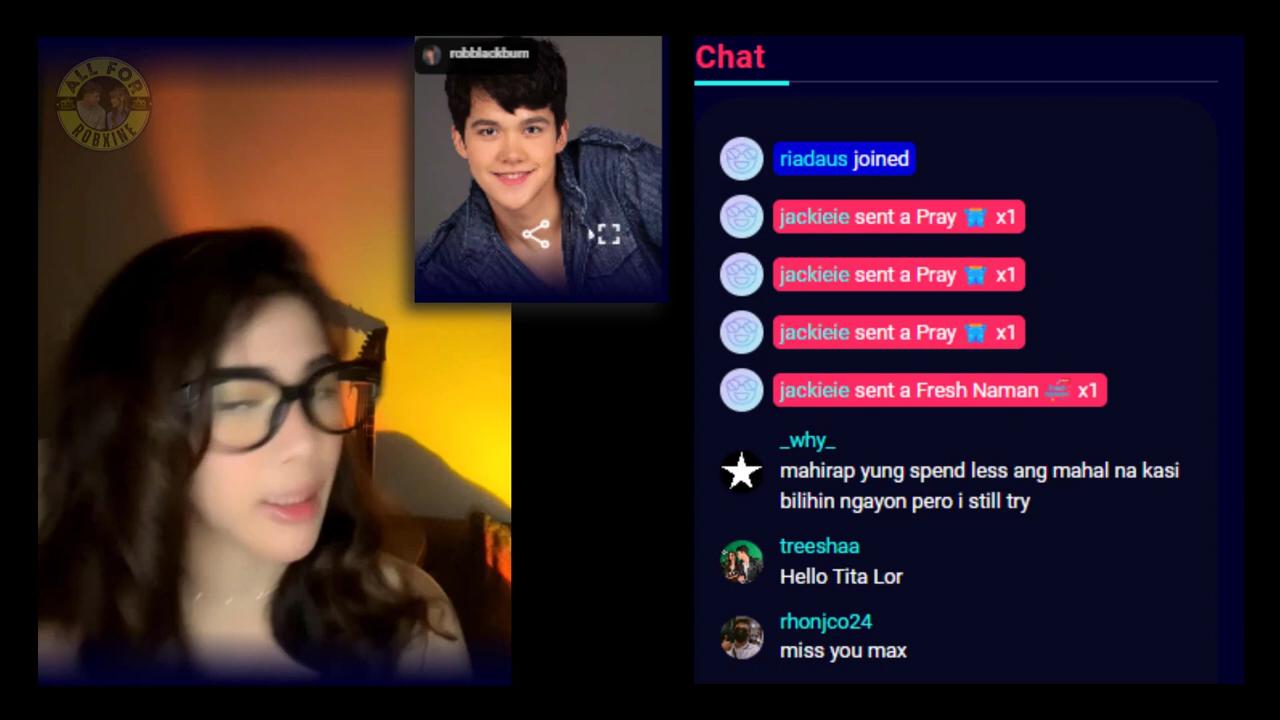 ALL FOR
ROBXINE
robblackburn
Chat
riadaus joined
jackieie sent a Pray x1
jackieie sent a Pray x1
jackieie sent a Pray x1
jackieie sent a Fresh Naman x1
_why_
mahirap yung spend less ang mahal na kasi
bilihin ngayon pero i still try
treeshaa
Hello Tita Lor
rhonjco24
miss you max